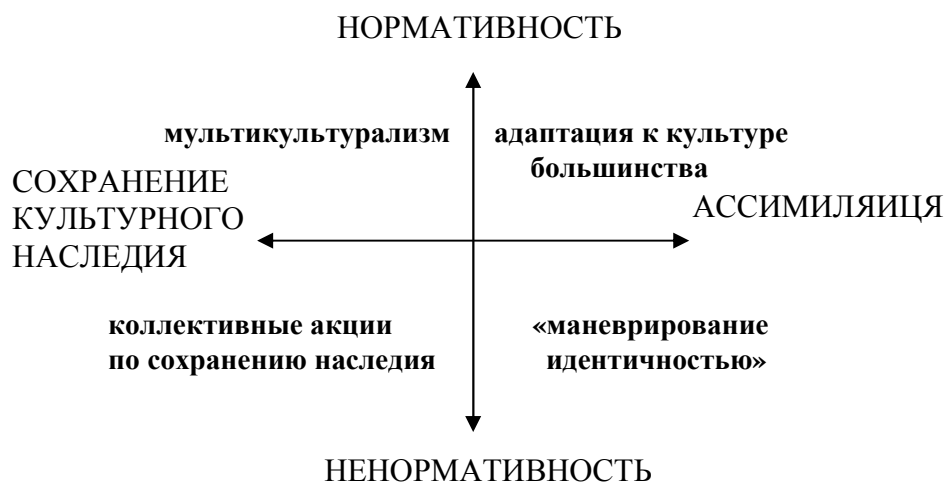 НОРМАТИВНОСТЬ
мультикультурализм
адаптация к культуре
большинства
СОХРАНЕНИЕ
КУЛЬТУРНОГО
НАСЛЕДИЯ
АССИМИЛЯИЦЯ
коллективные акции
по сохранению наследия
«маневрирование
идентичностью»
НЕНОРМАТИВНОСТЬ